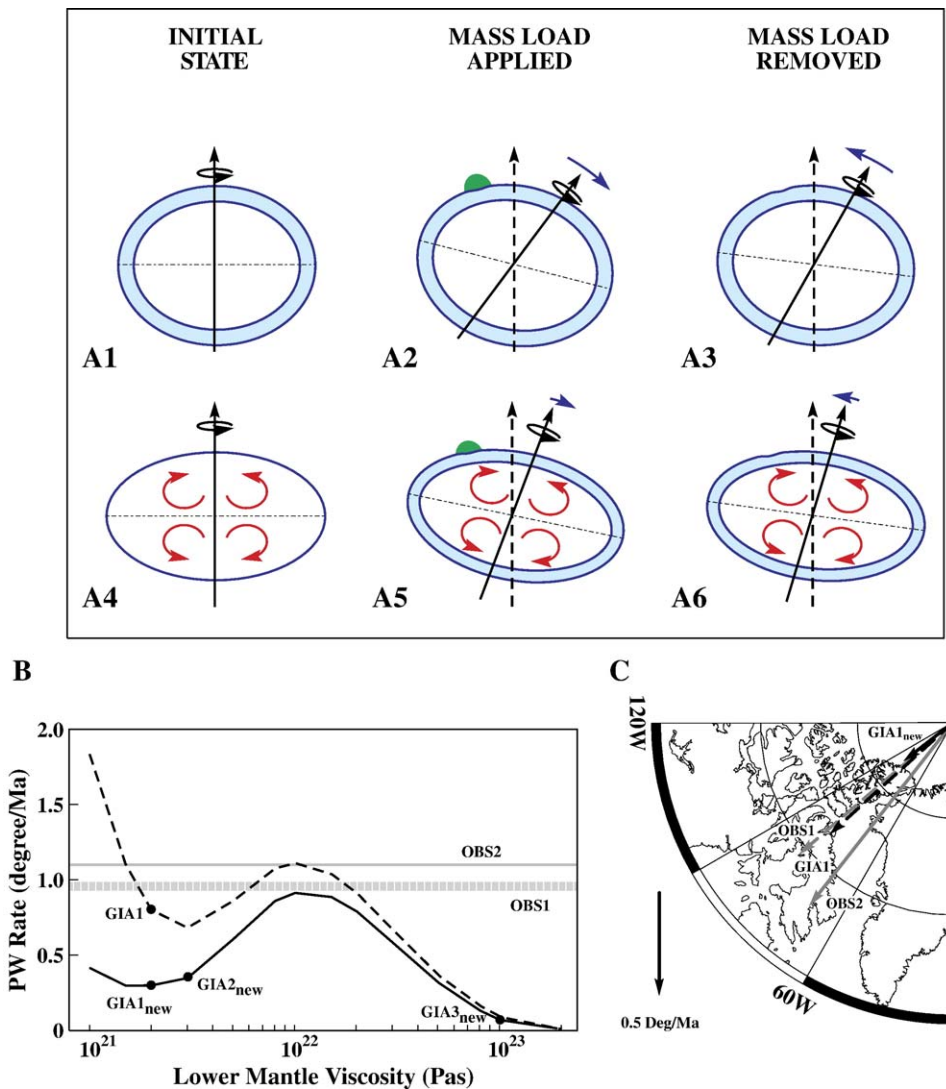 INITIAL
STATE
MASS LOAD
APPLIED
MASS LOAD
REMOVED
A1
A2
A3
A4
A5
A6
B
PW Rate (degree/Ma)
2.0
1.5
1.0
0.5
0
OBS2
OBS1
GIA1
GIA1new
GIA2new
GIA3new
10^21
10^22
10^23
Lower Mantle Viscosity (Pas)
C
120W
GIA1new
OBS1
GIA1
OBS2
60W
0.5 Deg/Ma